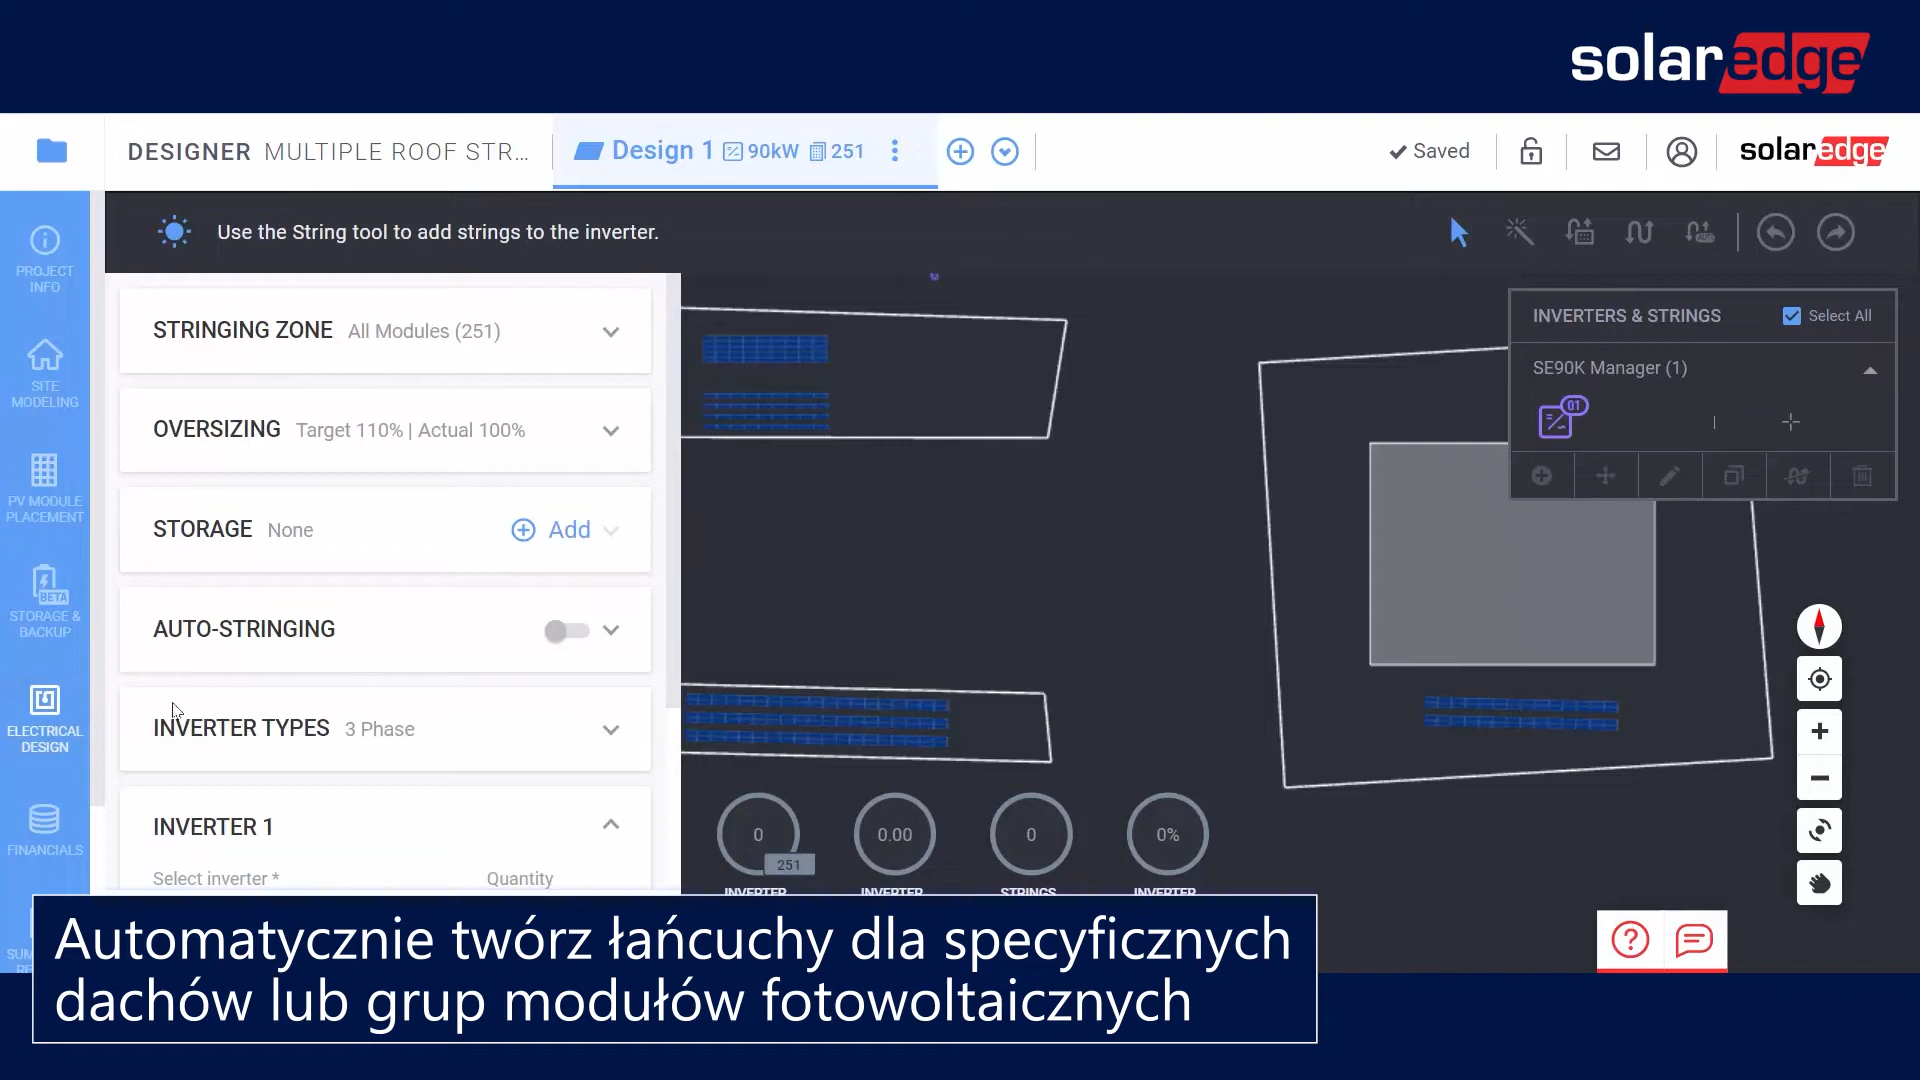 solaredge
DESIGNER MULTIPLE ROOF STR...
Design 1 90kW 251
Saved
solaredge
Use the String tool to add strings to the inverter.
PROJECT
INFO
SITE
MODELING
PV MODULE
PLACEMENT
BETA
STORAGE &
BACKUP
ELECTRICAL
DESIGN
FINANCIALS
STRINGING ZONE All Modules (251)
OVERSIZING Target 110% | Actual 100%
STORAGE None Add
AUTO-STRINGING
INVERTER TYPES 3 Phase
INVERTER 1
Select inverter * Quantity
INVERTERS & STRINGS Select All
SE90K Manager (1)
01
0 0.00 0 0%
251
INVERTER INVERTER STRINGS INVERTER
Automatycznie twórz łańcuchy dla specyficznych
dachów lub grup modułów fotowoltaicznych